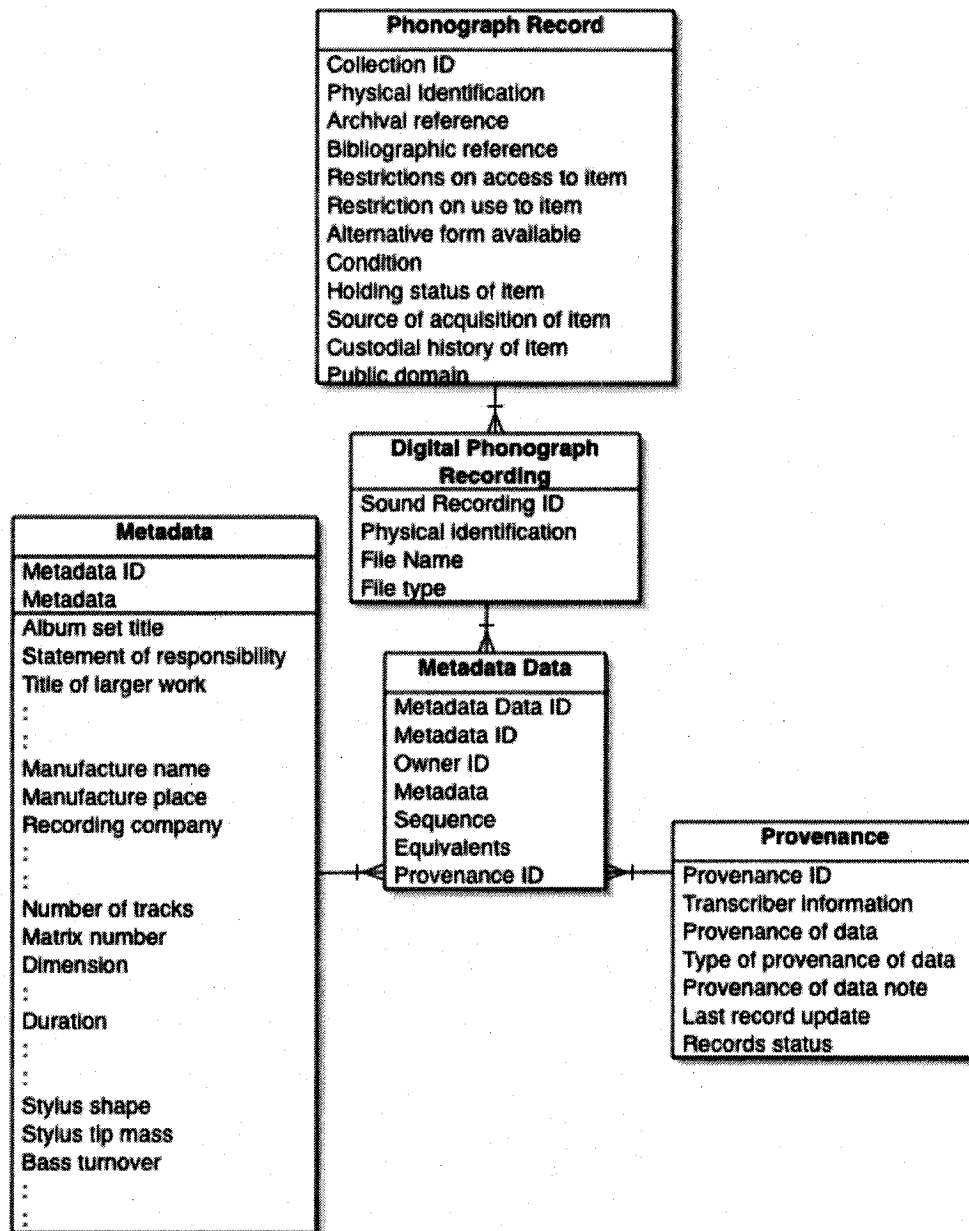 Phonograph Record
Collection ID
Physical Identification
Archival reference
Bibliographic reference
Restrictions on access to item
Restriction on use to item
Alternative form available
Condition
Holding status of item
Source of acquisition of item
Custodial history of item
Public domain
Digital Phonograph
Recording
Sound Recording ID
Physical identification
File Name
File type
Metadata
Metadata ID
Metadata
Album set title
Statement of responsibility
Title of larger work
:
:
Manufacture name
Manufacture place
Recording company
:
:
Number of tracks
Matrix number
Dimension
:
Duration
:
:
Stylus shape
Stylus tip mass
Bass turnover
:
:
Metadata Data
Metadata Data ID
Metadata ID
Owner ID
Metadata
Sequence
Equivalents
Provenance ID
Provenance
Provenance ID
Transcriber information
Provenance of data
Type of provenance of data
Provenance of data note
Last record update
Records status